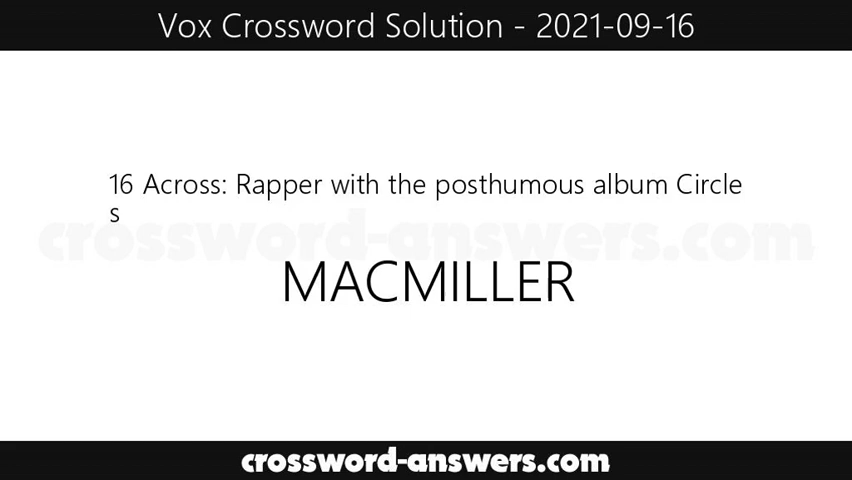 Vox Crossword Solution - 2021-09-16
16 Across: Rapper with the posthumous album Circle
s
crossword-answers.com
MACMILLER
crossword-answers.com